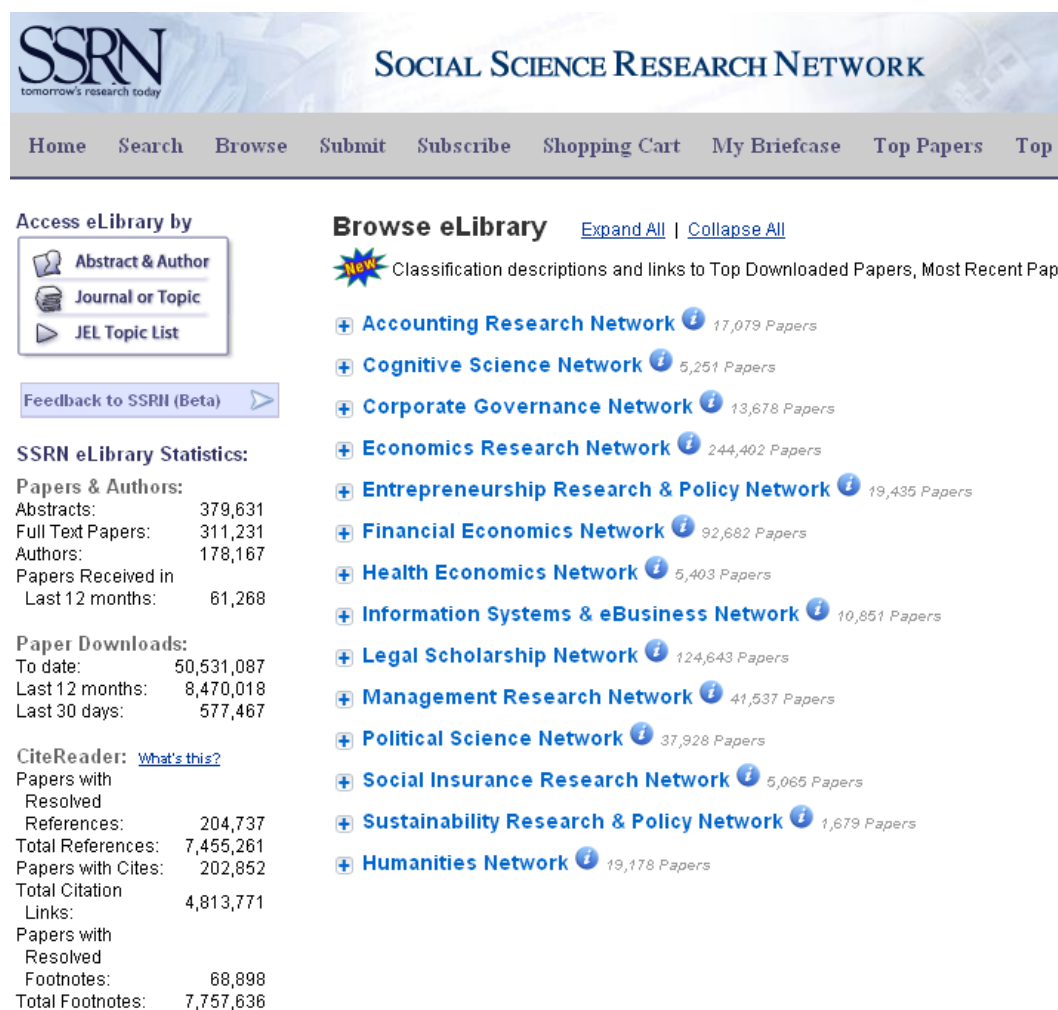 SSRN
tomorrow's research today
SOCIAL SCIENCE RESEARCH NETWORK
Home Search Browse Submit Subscribe Shopping Cart My Briefcase Top Papers Top
Access eLibrary by
Abstract & Author
Journal or Topic
JEL Topic List
Feedback to SSRN (Beta)
SSRN eLibrary Statistics:
Papers & Authors:
Abstracts: 379,631
Full Text Papers: 311,231
Authors: 178,167
Papers Received in
Last 12 months: 61,268
Paper Downloads:
To date: 50,531,087
Last 12 months: 8,470,018
Last 30 days: 577,467
CiteReader: What's this?
Papers with
Resolved
References: 204,737
Total References: 7,455,261
Papers with Cites: 202,852
Total Citation
Links: 4,813,771
Papers with
Resolved
Footnotes: 68,898
Total Footnotes: 7,757,636
Browse eLibrary Expand All | Collapse All
New Classification descriptions and links to Top Downloaded Papers, Most Recent Pap
Accounting Research Network i 17,079 Papers
Cognitive Science Network i 5,251 Papers
Corporate Governance Network i 13,678 Papers
Economics Research Network i 244,402 Papers
Entrepreneurship Research & Policy Network i 19,435 Papers
Financial Economics Network i 92,682 Papers
Health Economics Network i 5,403 Papers
Information Systems & eBusiness Network i 10,851 Papers
Legal Scholarship Network i 124,643 Papers
Management Research Network i 41,537 Papers
Political Science Network i 37,928 Papers
Social Insurance Research Network i 5,065 Papers
Sustainability Research & Policy Network i 1,679 Papers
Humanities Network i 19,178 Papers